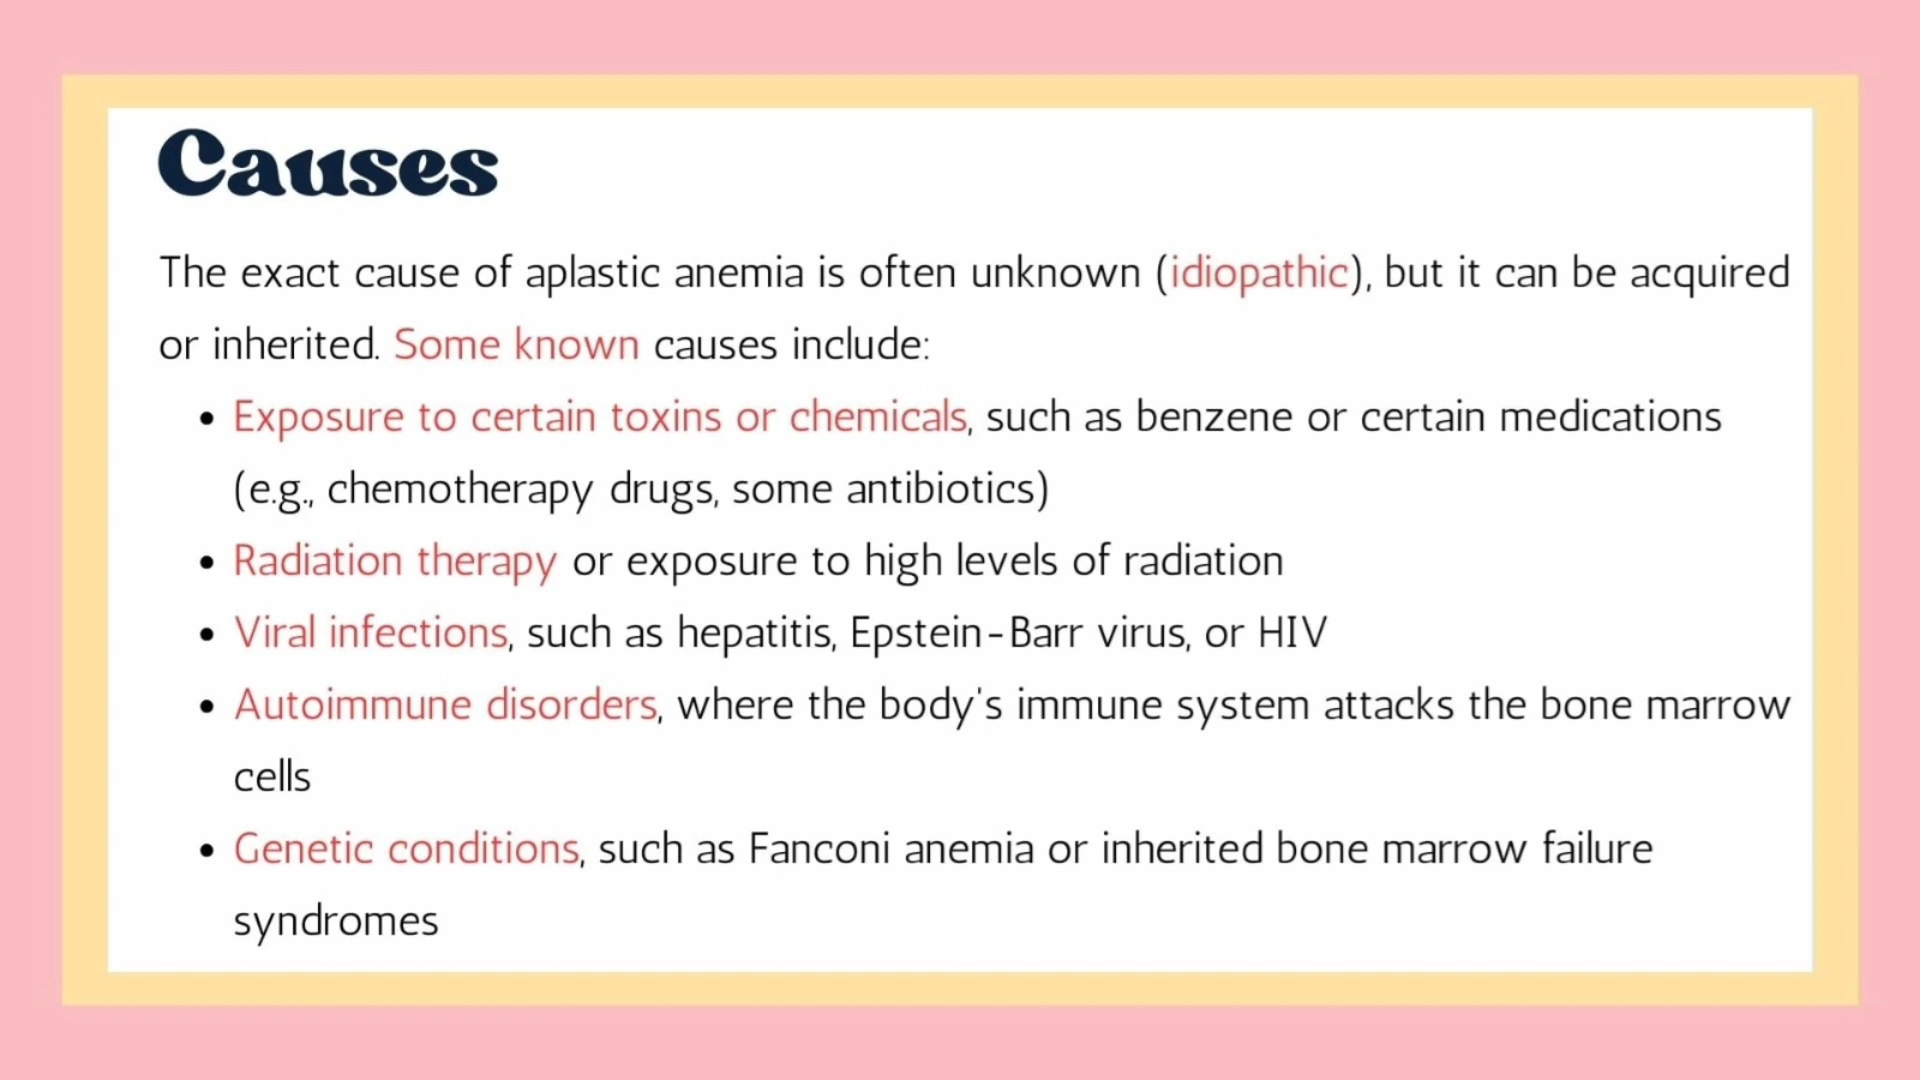 Causes
The exact cause of aplastic anemia is often unknown (idiopathic), but it can be acquired
or inherited. Some known causes include:
• Exposure to certain toxins or chemicals, such as benzene or certain medications
(e.g., chemotherapy drugs, some antibiotics)
• Radiation therapy or exposure to high levels of radiation
• Viral infections, such as hepatitis, Epstein-Barr virus, or HIV
• Autoimmune disorders, where the body's immune system attacks the bone marrow
cells
• Genetic conditions, such as Fanconi anemia or inherited bone marrow failure
syndromes